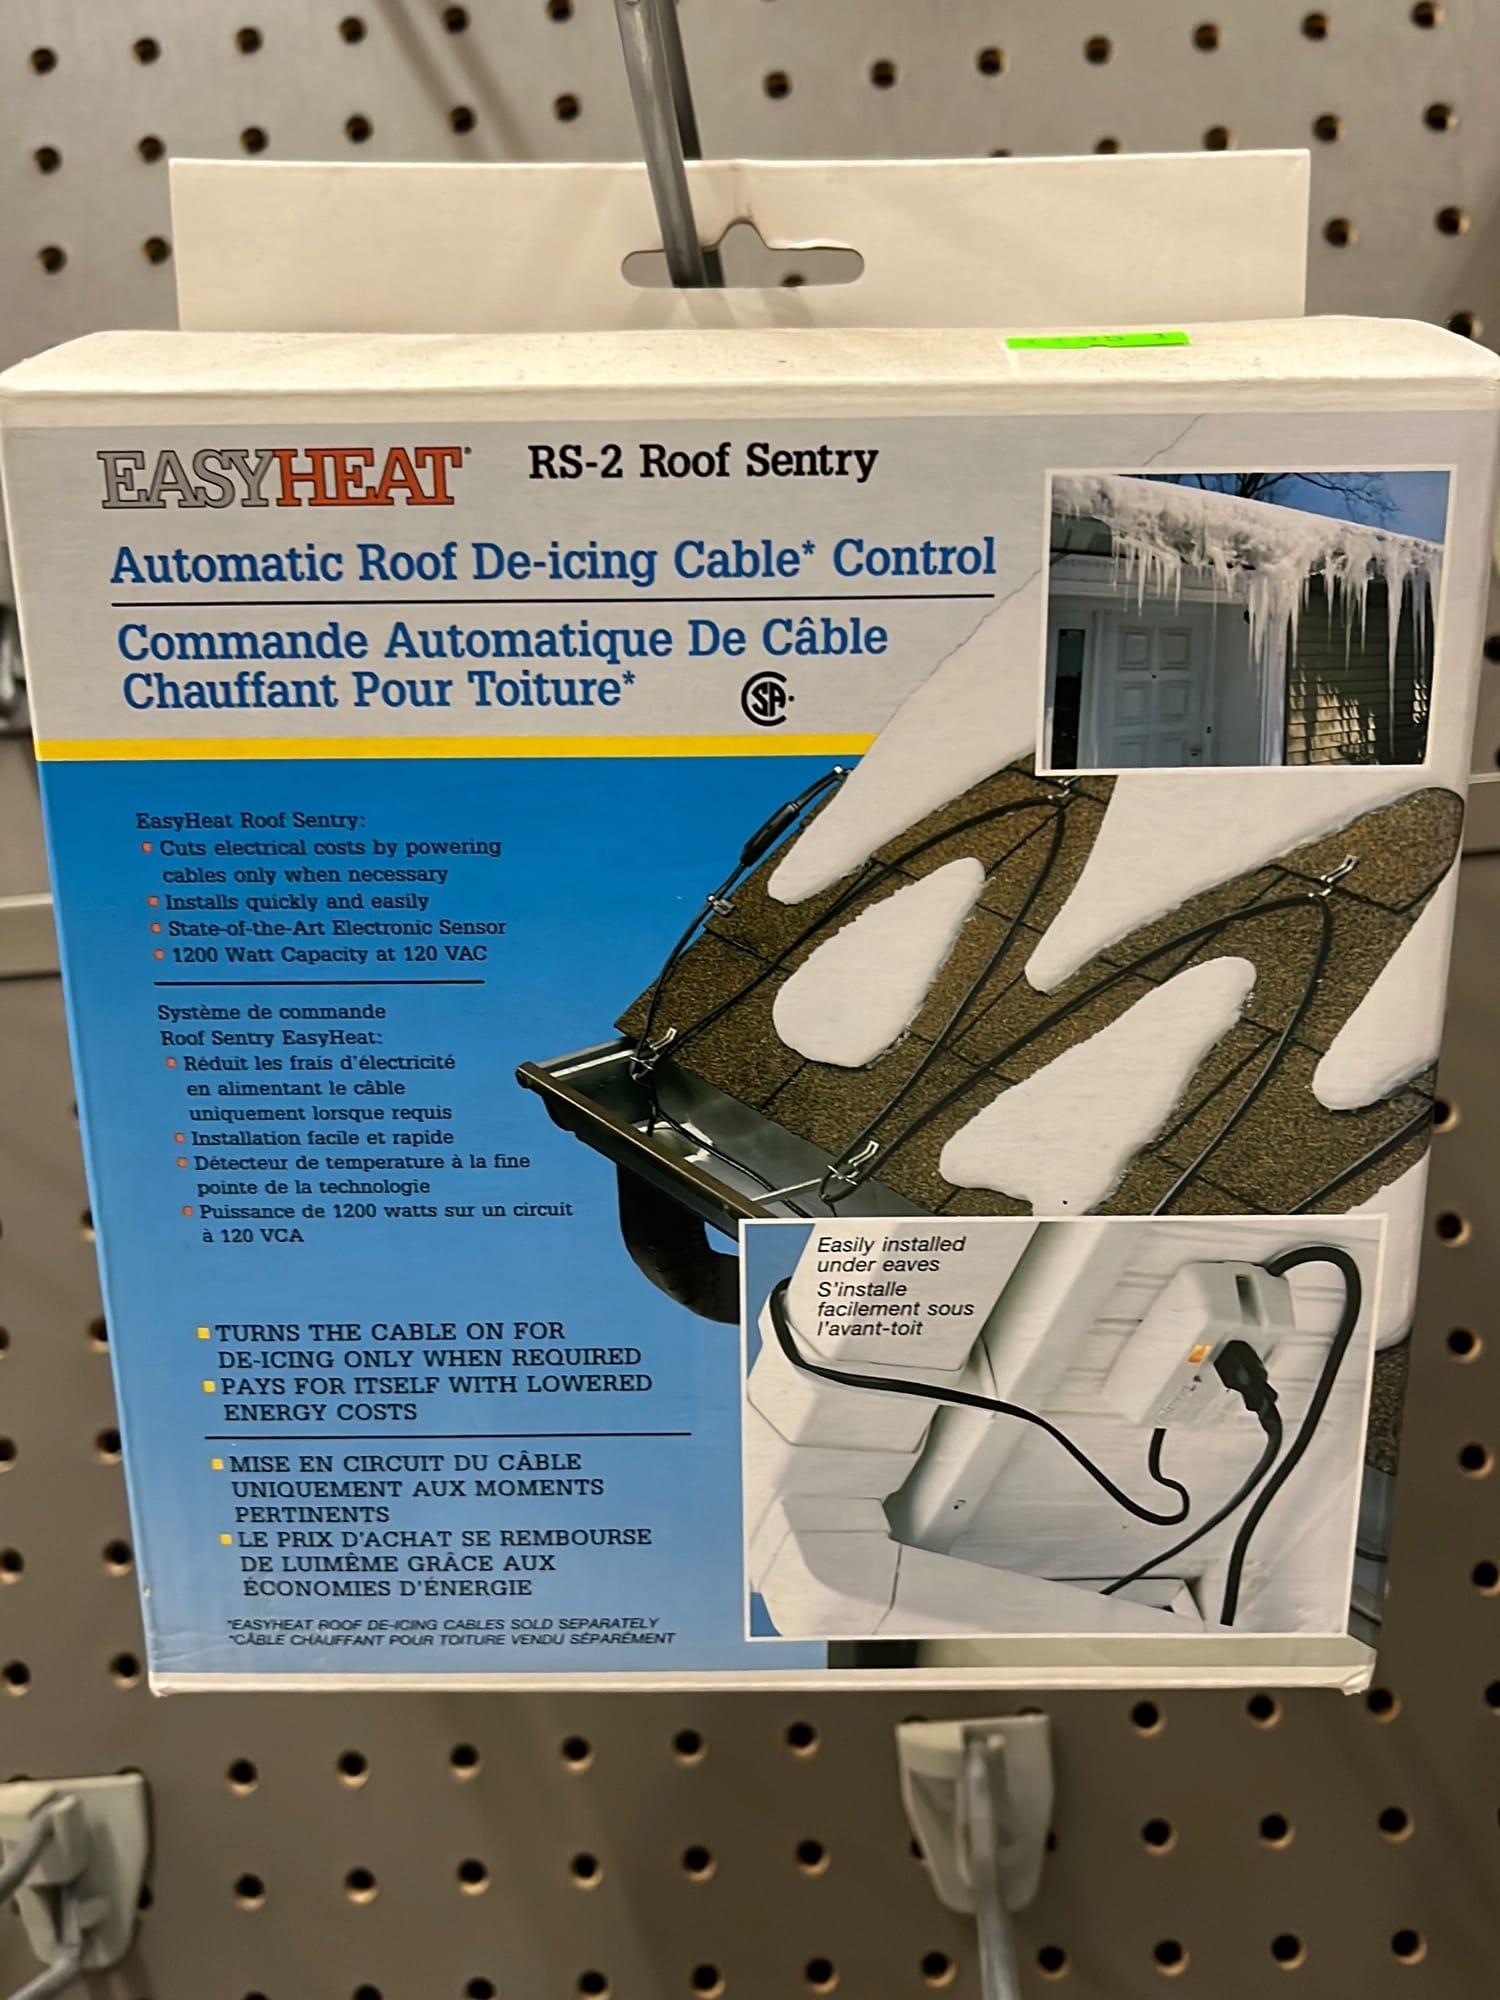 EASYHEAT
RS-2 Roof Sentry
Automatic Roof De-icing Cable* Control
Commande Automatique De Câble
Chauffant Pour Toiture*
SA
EasyHeat Roof Sentry:
Cuts electrical costs by powering
cables only when necessary
Installs quickly and easily
State-of-the-Art Electronic Sensor
1200 Watt Capacity at 120 VAC
Système de commande
Roof Sentry EasyHeat:
Réduit les frais d'électricité
en alimentant le câble
uniquement lorsque requis
Installation facile et rapide
Détecteur de temperature à la fine
pointe de la technologie
Puissance de 1200 watts sur un circuit
à 120 VCA
TURNS THE CABLE ON FOR
DE-ICING ONLY WHEN REQUIRED
PAYS FOR ITSELF WITH LOWERED
ENERGY COSTS
MISE EN CIRCUIT DU CÂBLE
UNIQUEMENT AUX MOMENTS
PERTINENTS
LE PRIX D'ACHAT SE REMBOURSE
DE LUIMÊME GRÂCE AUX
ÉCONOMIES D'ÉNERGIE
*EASYHEAT ROOF DE-ICING CABLES SOLD SEPARATELY
*CÂBLE CHAUFFANT POUR TOITURE VENDU SÉPARÉMENT
Easily installed
under eaves
S'installe
facilement sous
l'avant-toit